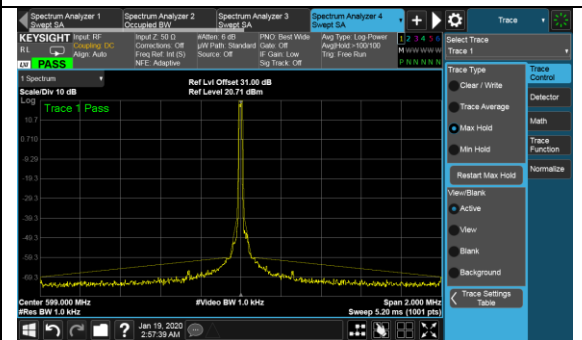 Spectrum Analyzer 1
Swept SA
Spectrum Analyzer 2
Occupied BW
Spectrum Analyzer 3
Swept SA
Spectrum Analyzer 4
Swept SA
Trace
KEYSIGHT
RL
LXI
PASS
Input: RF
Coupling: DC
Align: Auto
Input Z: 50 Ω
Corrections: Off
Freq Ref: Int (S)
NFE: Adaptive
#Atten: 6 dB
µW Path: Standard
Source: Off
PNO: Best Wide
Gate: Off
IF Gain: Low
Sig Track: Off
Avg Type: Log-Power
Avg|Hold >100/100
Trig: Free Run
1 2 3 4 5 6
M W W W W W
P N N N N N
Select Trace
Trace 1
1 Spectrum
Scale/Div 10 dB
Ref Lvl Offset 31.00 dB
Ref Level 20.71 dBm
Log
Trace 1 Pass
10.7
0.710
-9.29
-19.3
-29.3
-39.3
-49.3
-59.3
-69.3
Center 599.000 MHz
#Res BW 1.0 kHz
#Video BW 1.0 kHz
Span 2.000 MHz
Sweep 5.20 ms (1001 pts)
Trace Type
Clear / Write
Trace Average
Max Hold
Min Hold
Restart Max Hold
View/Blank
Active
View
Blank
Background
Trace Settings
Table
Trace
Control
Detector
Math
Trace
Function
Normalize
?
Jan 19, 2020
2:57:39 AM